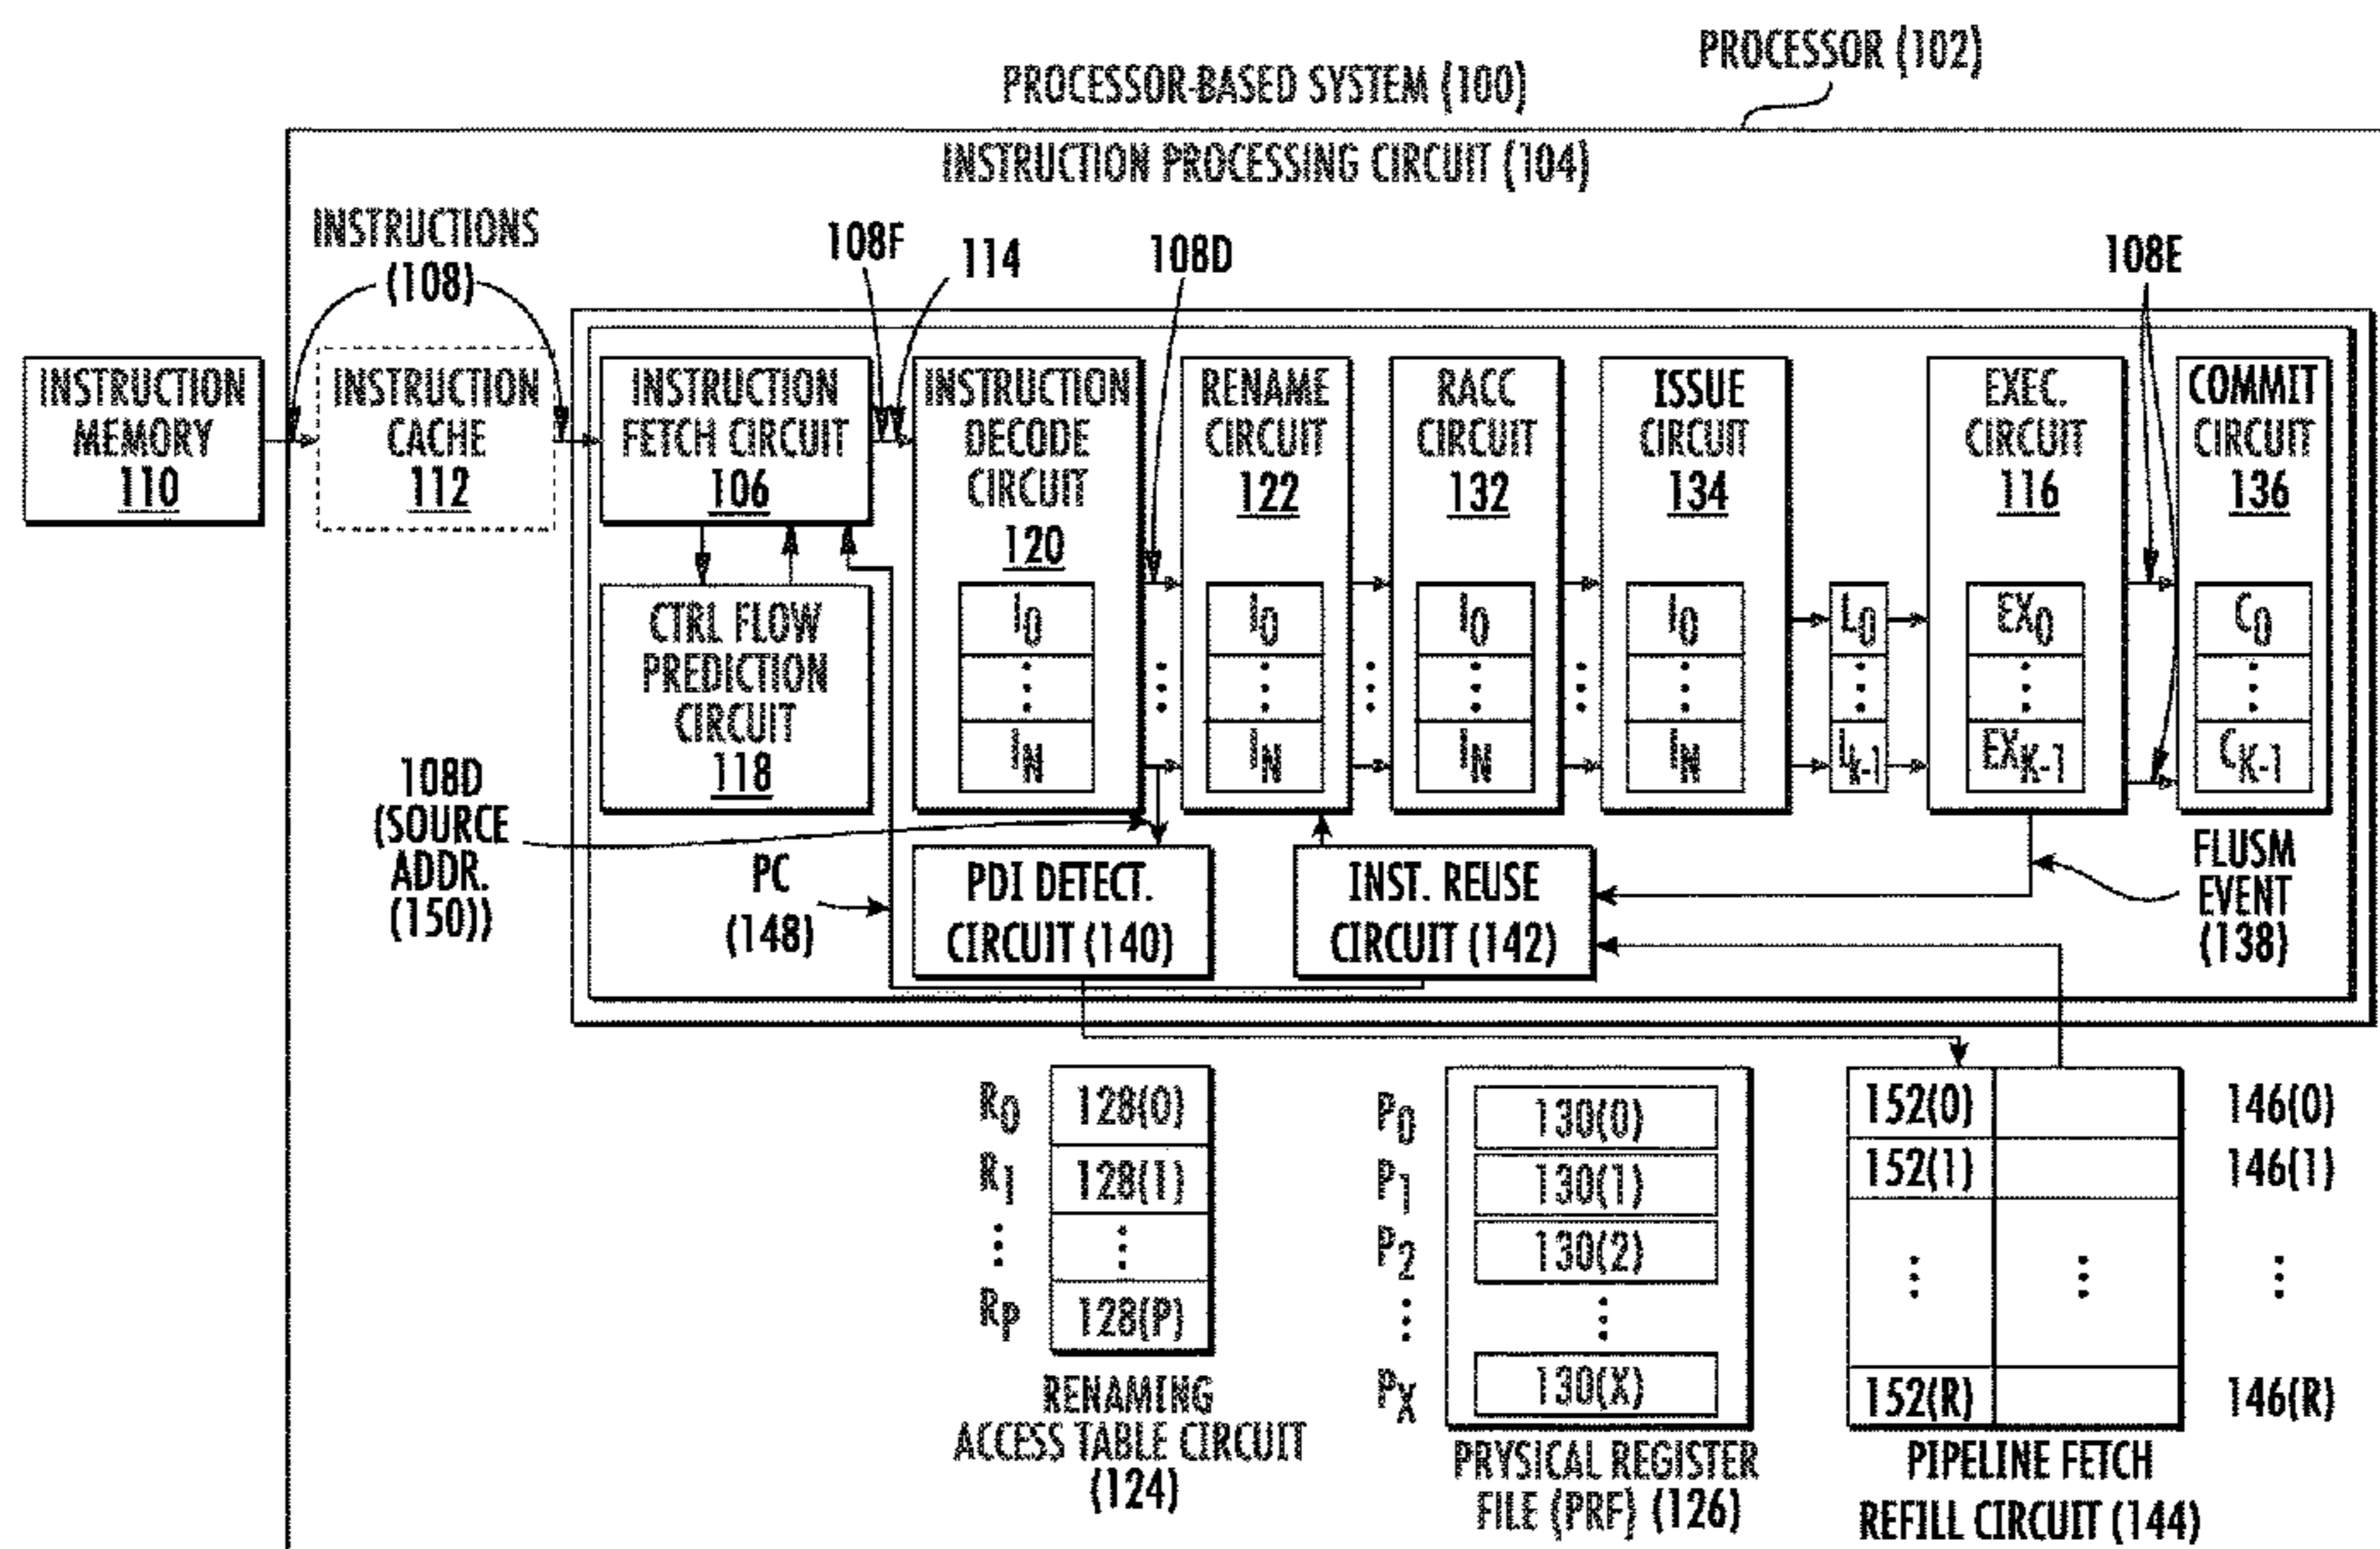 PROCESSOR (102)
PROCESSOR-BASED SYSTEM (100)
INSTRUCTION PROCESSING CIRCUIT (104)
INSTRUCTIONS
(108)
108F
114
108D
108E
INSTRUCTION
MEMORY
110
INSTRUCTION
CACHE
112
INSTRUCTION
FETCH CIRCUIT
106
INSTRUCTION
DECODE
CIRCUIT
120
I0
IN
RENAME
CIRCUIT
122
I0
IN
RACC
CIRCUIT
132
I0
IN
ISSUE
CIRCUIT
134
I0
IN
L0
Lk-1
EXEC.
CIRCUIT
116
EX0
EXK-1
COMMIT
CIRCUIT
136
C0
CK-1
CTRL FLOW
PREDICTION
CIRCUIT
118
108D
(SOURCE
ADDR.
(150))
PC
(148)
PDI DETECT.
CIRCUIT (140)
INST. REUSE
CIRCUIT (142)
FLUSM
EVENT
(138)
R0 128(0)
R1 128(1)
RP 128(P)
RENAMING
ACCESS TABLE CIRCUIT
(124)
P0 130(0)
P1 130(1)
P2 130(2)
PX 130(X)
PRYSICAL REGISTER
FILE (PRF) (126)
152(0) 146(0)
152(1) 146(1)
152(R) 146(R)
PIPELINE FETCH
REFILL CIRCUIT (144)